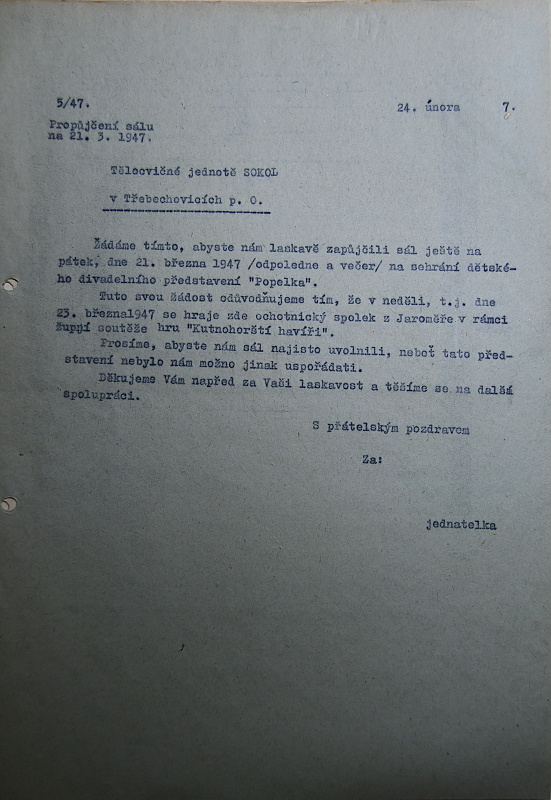 5/47.
24. února 7.
Propůjčení sálu
na 21. 3. 1947.
Tělocvičné jednotě SOKOL
v Třebechovicích p. O.
Žádáme tímto, abyste nám laskavě zapůjčili sál ještě na
pátek, dne 21. března 1947 /odpoledne a večer/ na sehrání dětské-
ho divadelního představení "Popelka".
Tuto svou žádost odůvodňujeme tím, že v neděli, t.j. dne
23. března1947 se hraje zde ochotnický spolek z Jaroměře v rámci
župní soutěže hru "Kutnohorští havíři".
Prosíme, abyste nám sál najisto uvolnili, neboť tato před-
stavení nebylo nám možno jinak uspořádati.
Děkujeme Vám napřed za Vaši laskavost a těšíme se na další
spolupráci.
S přátelským pozdravem
Za:
jednatelka